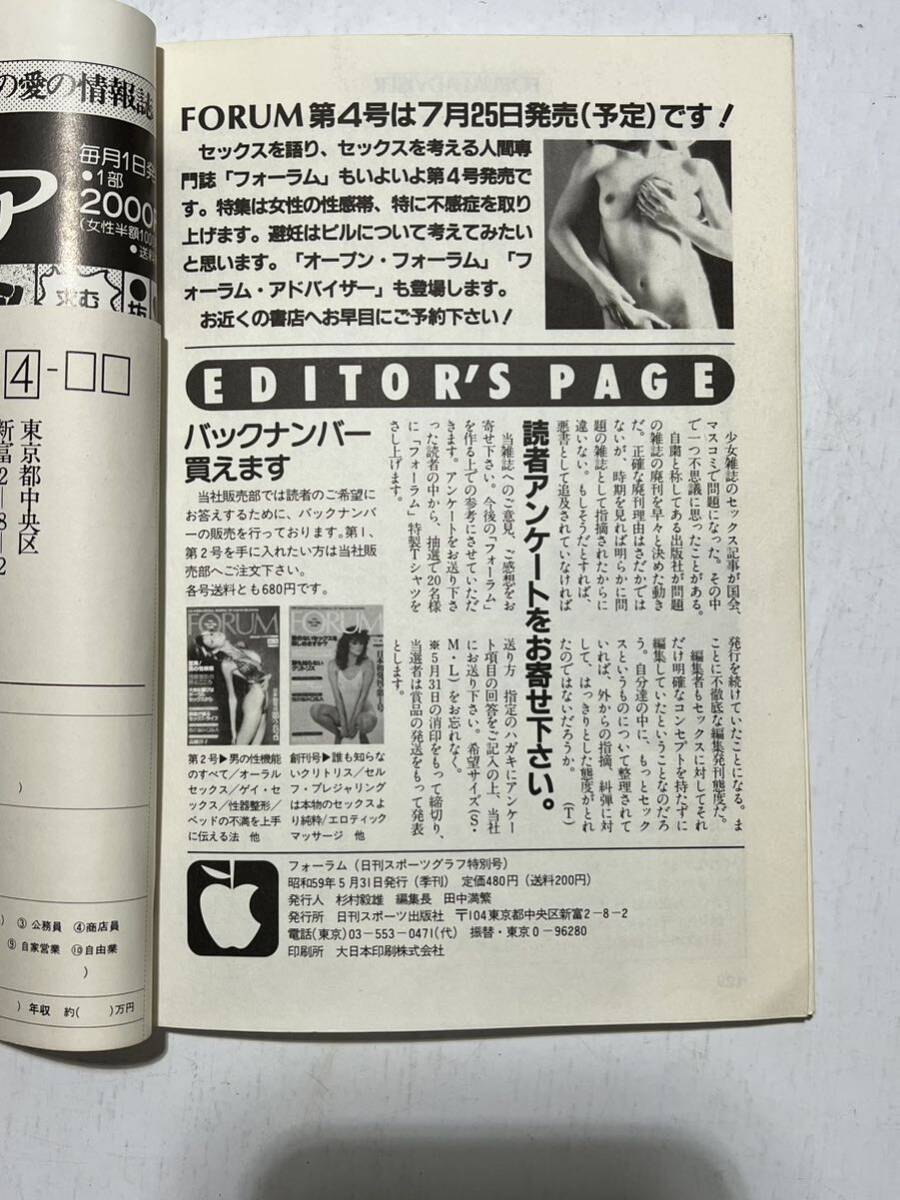 の愛の情報誌
毎月1日発
●1部
2000
(女性半額100
●送料
求む
4-□□
東京都中央区
新富2-8-2
③ 公務員 ④商店員
⑨ 自家営業 ⑩自由業
)
) 年収 約( )万円
FORUM第4号は7月25日発売(予定)です!
セックスを語り、セックスを考える人間専
門誌「フォーラム」もいよいよ第4号発売で
す。特集は女性の性感帯、特に不感症を取り
上げます。避妊はピルについて考えてみたい
と思います。「オープン・フォーラム」「フ
ォーラム・アドバイザー」も登場します。
お近くの書店へお早目にご予約下さい!
EDITOR'S PAGE
少女雑誌のセックス記事が国会、
マスコミで問題になった。その中
で一つ不思議に思ったことがある。
自粛と称してある出版社が問題
の雑誌の廃刊を早々と決めた動き
だ。正確な廃刊理由はさだかでは
ないが、時期を見れば明らかに問
題の雑誌として指摘されたからに
違いない。もしそうだとすれば、
悪書として追及されていなければ
発行を続けていたことになる。ま
ことに不徹底な編集発刊態度だ。
編集者もセックスに対してそれ
だけ明確なコンセプトを持たずに
編集していたということなのだろ
う。自分達の中に、もっとセック
スというものについて整理されて
いれば、外からの指摘、糾弾に対
して、はっきりとした態度がとれ
たのではないだろうか。 (T)
読者アンケートをお寄せ下さい。
当雑誌へのご意見、ご感想をお
寄せ下さい。今後の「フォーラム」
を作る上での参考にさせていただ
きます。アンケートをお送り下さ
った読者の中から、抽選で20名様
に「フォーラム」特製Tシャツを
さし上げます。
送り方 指定のハガキにアンケー
ト項目の回答をご記入の上、当社
にお送り下さい。希望サイズ(S・
M・L)をお忘れなく。
※5月31日の消印をもって締切り、
当選者は賞品の発送をもって発表
とします。
バックナンバー
買えます
当社販売部では読者のご希望に
お答えするために、バックナンバ
ーの販売を行っております。第1、
第2号を手に入れたい方は当社販
売部へご注文下さい。
各号送料とも680円です。
FORUM
FORUM
第2号▶男の性機能
のすべて/オーラル
セックス/ゲイ・セ
ックス/性器整形/
ベッドの不満を上手
に伝える法 他
創刊号▶誰も知らな
いクリトリス/セル
フ・プレジャリング
は本物のセックスよ
り純粋/エロティック
マッサージ 他
フォーラム(日刊スポーツグラフ特別号)
昭和59年5月31日発行(季刊) 定価480円(送料200円)
発行人 杉村毅雄 編集長 田中満繁
発行所 日刊スポーツ出版社 〒104東京都中央区新富2-8-2
電話(東京)03-553-0471(代) 振替・東京0-96280
印刷所 大日本印刷株式会社